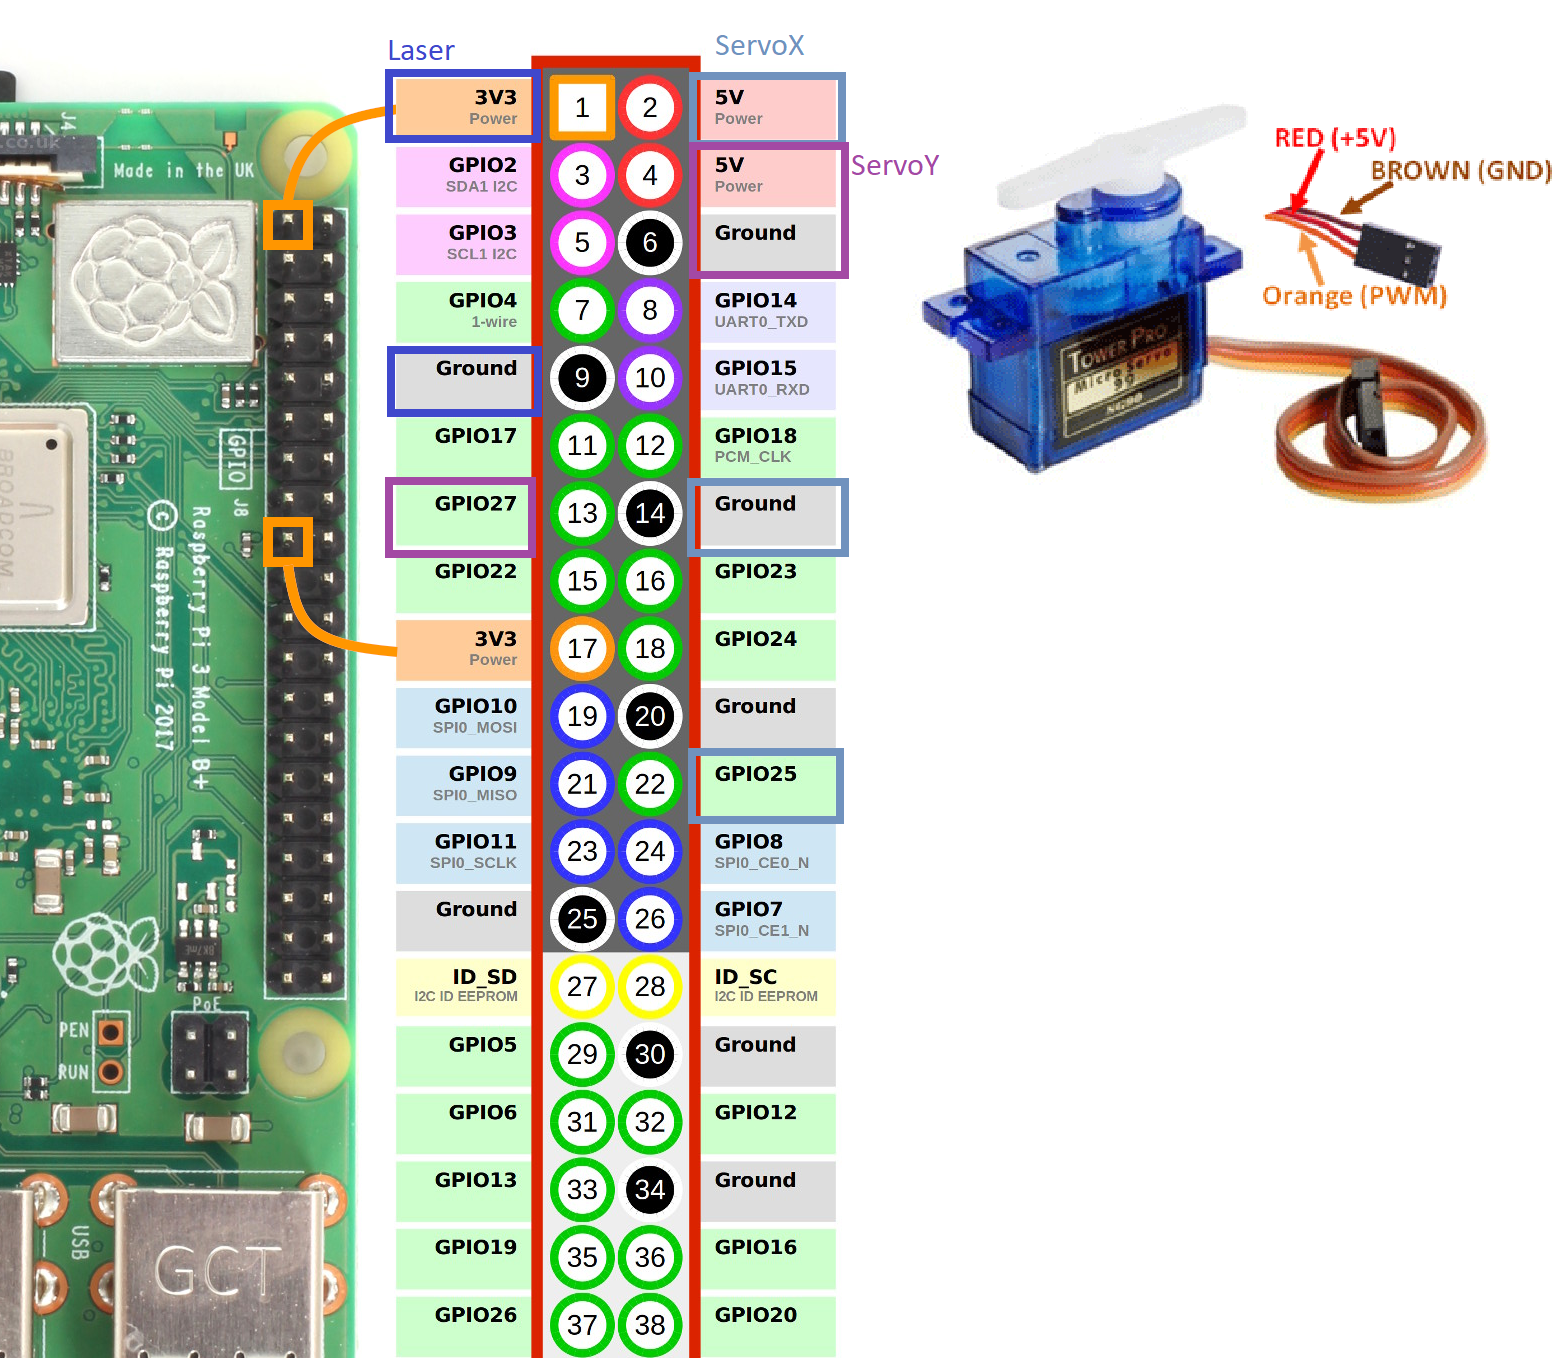 Laser
ServoX
3V3
Power
1
2
5V
Power
GPIO2
SDA1 I2C
3
4
5V
Power
ServoY
GPIO3
SCL1 I2C
5
6
Ground
GPIO4
1-wire
7
8
GPIO14
UART0_TXD
Ground
9
10
GPIO15
UART0_RXD
GPIO17
11
12
GPIO18
PCM_CLK
GPIO27
13
14
Ground
GPIO22
15
16
GPIO23
3V3
Power
17
18
GPIO24
GPIO10
SPI0_MOSI
19
20
Ground
GPIO9
SPI0_MISO
21
22
GPIO25
GPIO11
SPI0_SCLK
23
24
GPIO8
SPI0_CE0_N
Ground
25
26
GPIO7
SPI0_CE1_N
ID_SD
I2C ID EEPROM
27
28
ID_SC
I2C ID EEPROM
GPIO5
29
30
Ground
GPIO6
31
32
GPIO12
GPIO13
33
34
Ground
GPIO19
35
36
GPIO16
GPIO26
37
38
GPIO20
J4
co.uk
Made in the UK
GPIO
J8
BROADCOM
Raspberry Pi 3 Model B+
© Raspberry Pi 2017
PoE
PEN
RUN
USB
GCT
RED (+5V)
BROWN (GND)
Orange (PWM)
TOWER PRO
Micro Servo
9g